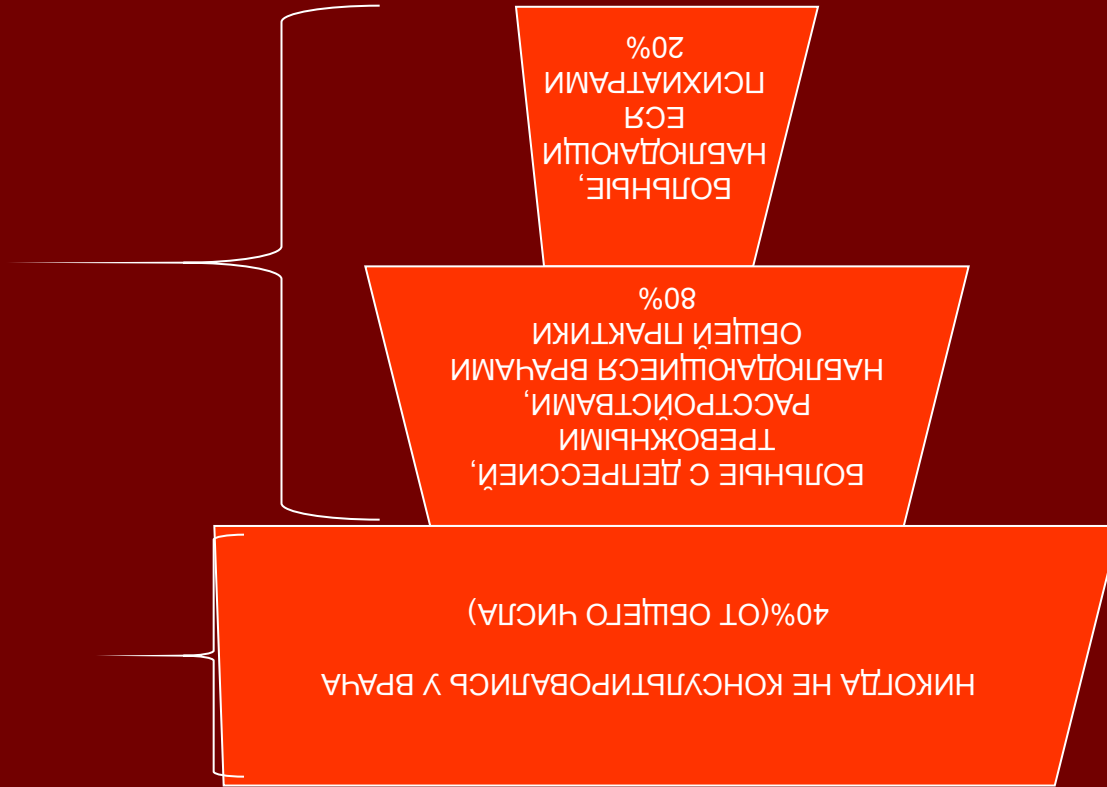 НИКОГДА НЕ КОНСУЛЬТИРОВАЛИСЬ У ВРАЧА
40%(ОТ ОБЩЕГО ЧИСЛА)
БОЛЬНЫЕ С ДЕПРЕССИЕЙ,
ТРЕВОЖНЫМИ
РАССТРОЙСТВАМИ,
НАБЛЮДАЮЩИЕСЯ ВРАЧАМИ
ОБЩЕЙ ПРАКТИКИ
80%
БОЛЬНЫЕ,
НАБЛЮДАЮЩИ
ЕСЯ
ПСИХИАТРАМИ
20%